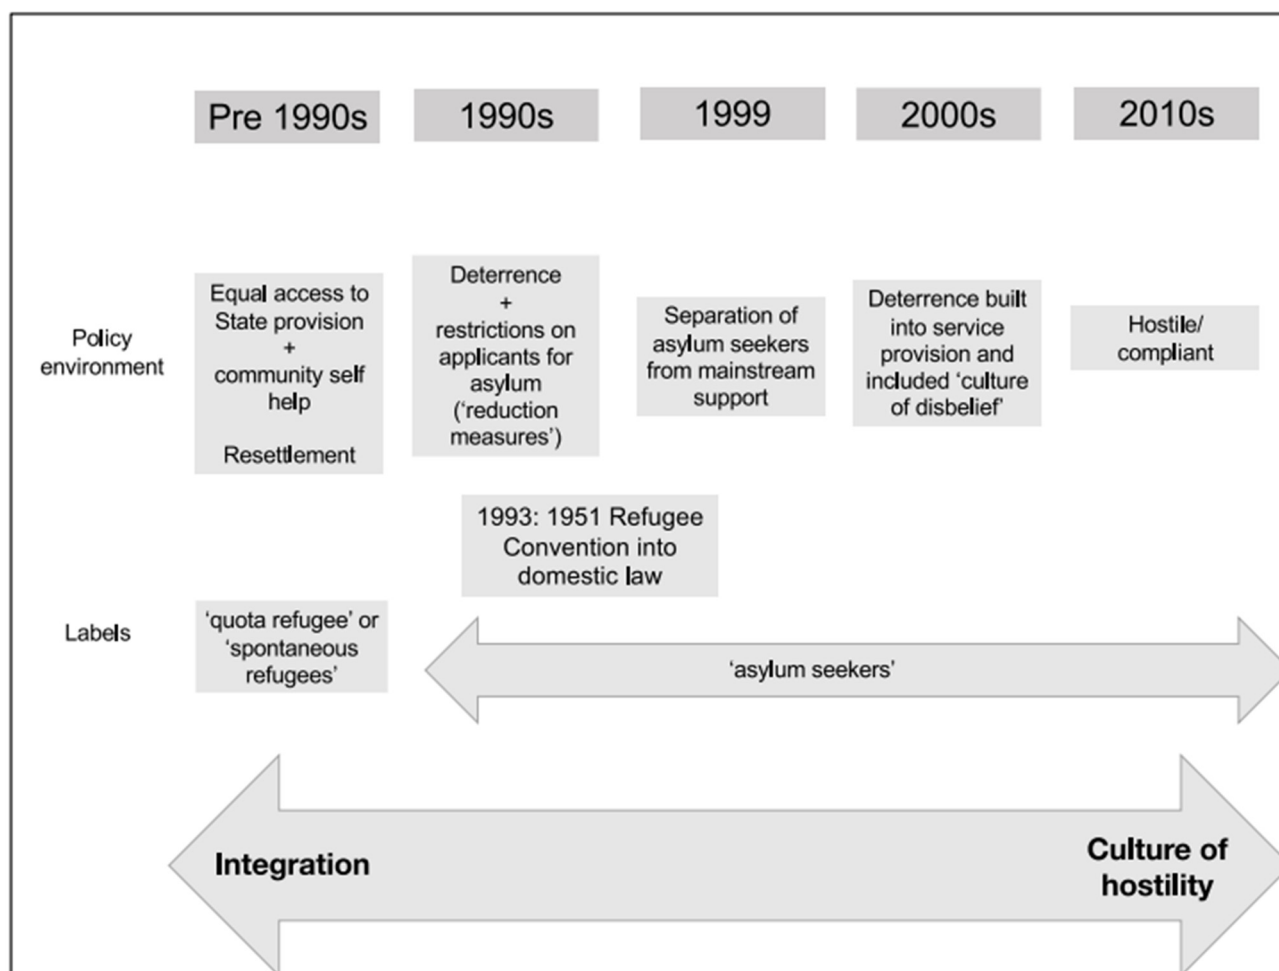 Pre 1990s
1990s
1999
2000s
2010s
Policy
environment
Equal access to
State provision
+
community self
help
Resettlement
Deterrence
+
restrictions on
applicants for
asylum
(‘reduction
measures’)
Separation of
asylum seekers
from mainstream
support
Deterrence built
into service
provision and
included ‘culture
of disbelief’
Hostile/
compliant
1993: 1951 Refugee
Convention into
domestic law
Labels
‘quota refugee’ or
‘spontaneous
refugees’
‘asylum seekers’
Integration
Culture of
hostility